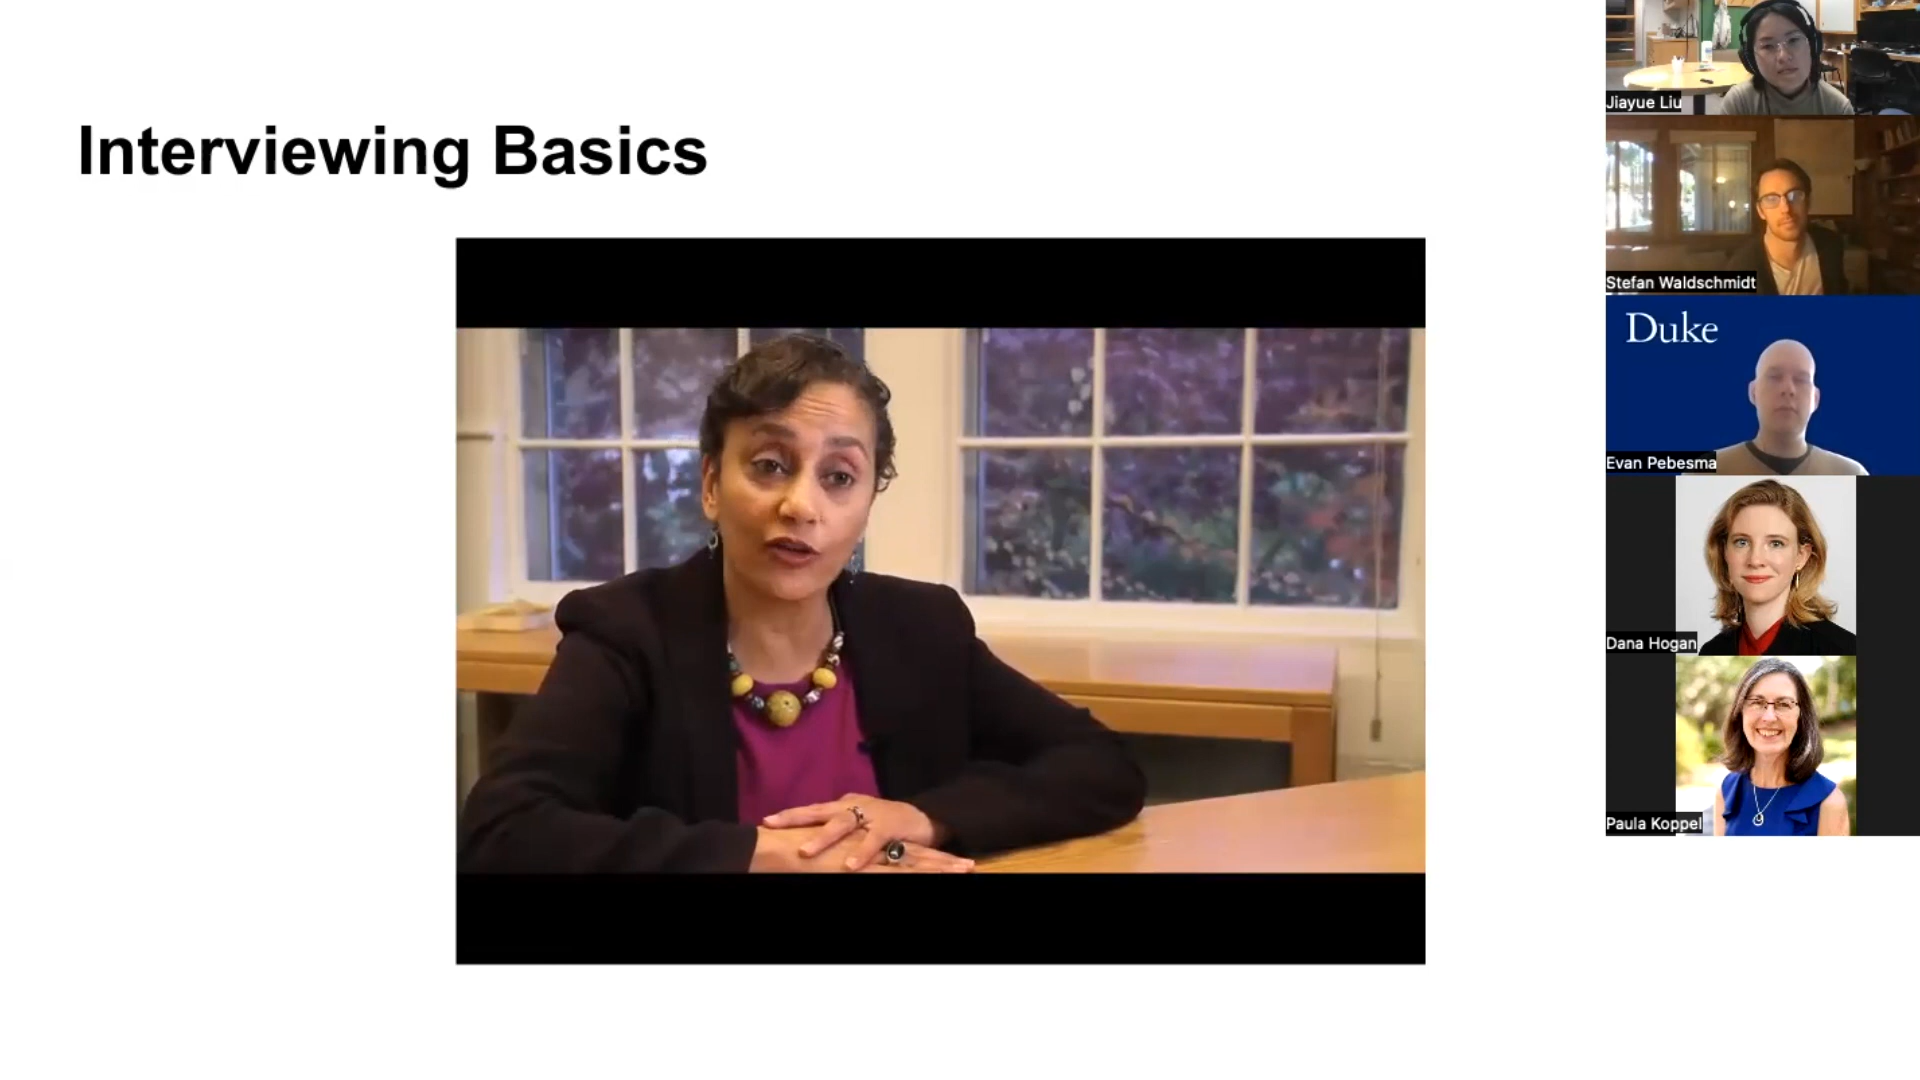 Interviewing Basics
Jiayue Liu
Stefan Waldschmidt
Duke
Evan Pebesma
Dana Hogan
Paula Koppel